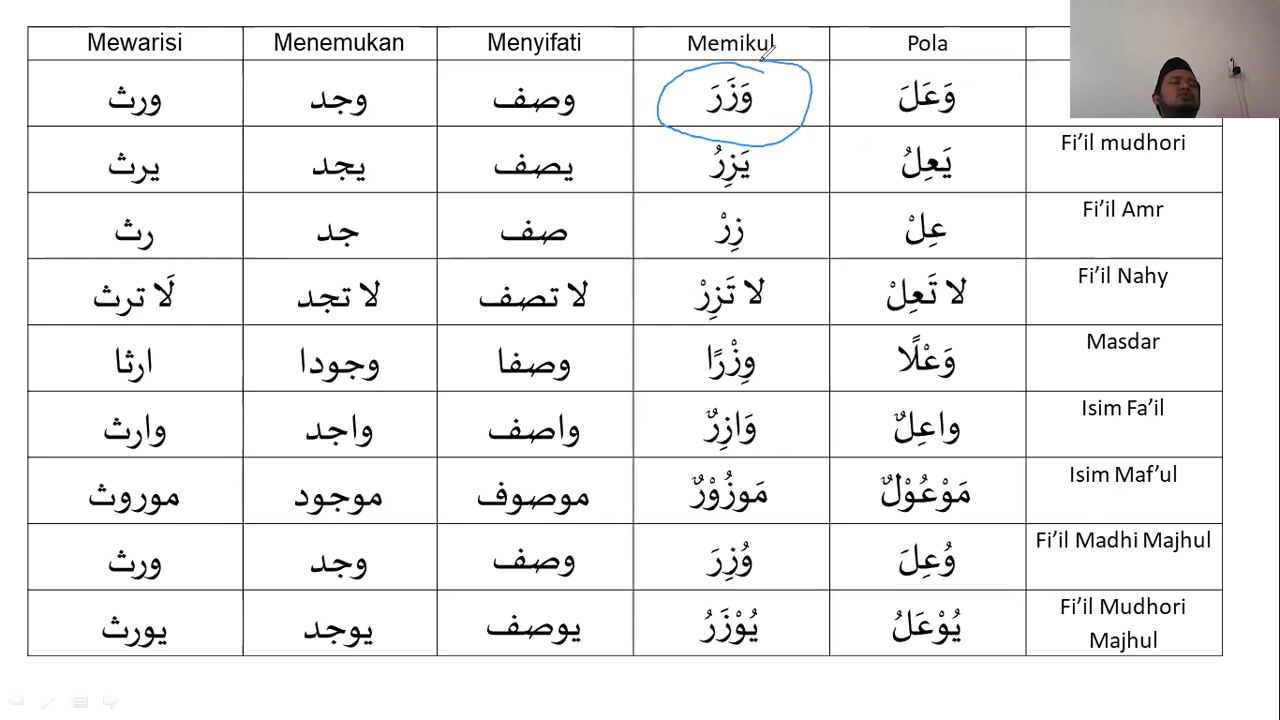 Mewarisi Menemukan Menyifati Memikul Pola
ورث وجد وصف وَزَرَ وَعَلَ
يرث يجد يصف يَزِرُ يَعِلُ Fi’il mudhori
رث جد صف زِرْ عِلْ Fi’il Amr
لَا ترث لا تجد لا تصف لا تَزِرْ لا تَعِلْ Fi’il Nahy
ارثا وجودا وصفا وِزْرًا وَعْلًا Masdar
وارث واجد واصف وَازِرٌ واعِلٌ Isim Fa’il
موروث موجود موصوف مَوزُوْرٌ مَوْعُوْلٌ Isim Maf’ul
ورث وجد وصف وُزِرَ وُعِلَ Fi’il Madhi Majhul
يورث يوجد يوصف يُوْزَرُ يُوْعَلُ Fi’il Mudhori
Majhul